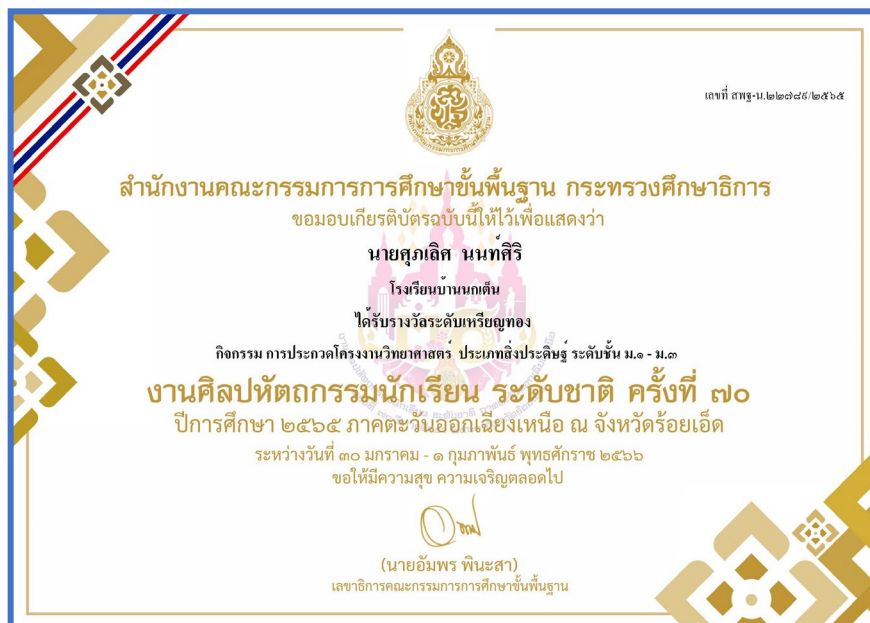 เลขที่ สพฐ-น.๒๒๗๘๙/๒๕๖๕
สำนักงานคณะกรรมการการศึกษาขั้นพื้นฐาน กระทรวงศึกษาธิการ
ขอมอบเกียรติบัตรฉบับนี้ให้ไว้เพื่อแสดงว่า
นายศุภเลิศ นนท์ศิริ
โรงเรียนบ้านนกเต็น
ได้รับรางวัลระดับเหรียญทอง
กิจกรรม การประกวดโครงงานวิทยาศาสตร์ ประเภทสิ่งประดิษฐ์ ระดับชั้น ม.๑ - ม.๓
งานศิลปหัตถกรรมนักเรียน ระดับชาติ ครั้งที่ ๗๐
ปีการศึกษา ๒๕๖๕ ภาคตะวันออกเฉียงเหนือ ณ จังหวัดร้อยเอ็ด
ระหว่างวันที่ ๓๐ มกราคม - ๑ กุมภาพันธ์ พุทธศักราช ๒๕๖๖
ขอให้มีความสุข ความเจริญตลอดไป
(นายอัมพร พินะสา)
เลขาธิการคณะกรรมการการศึกษาขั้นพื้นฐาน